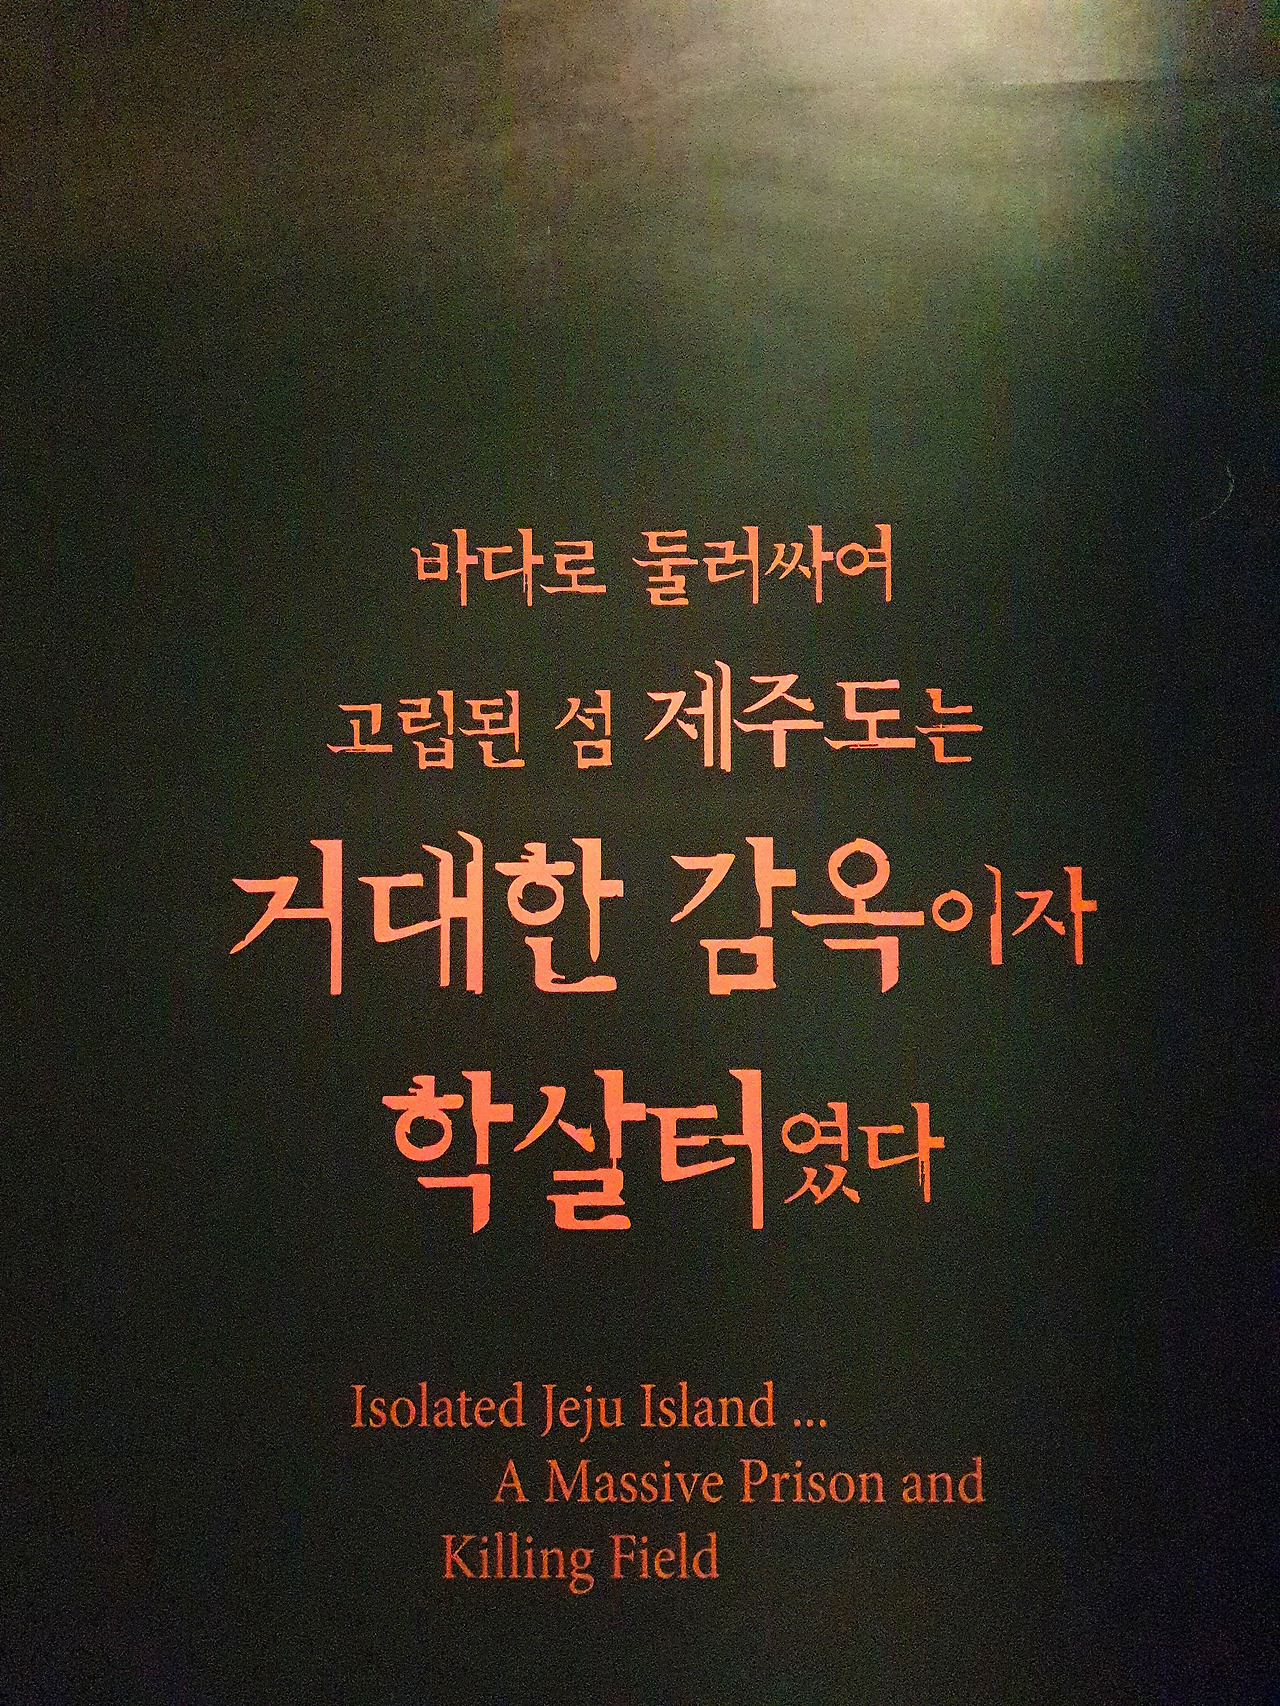 바다로 둘러싸여
고립된 섬 제주도는
거대한 감옥이자
학살터였다
Isolated Jeju Island ...
A Massive Prison and
Killing Field